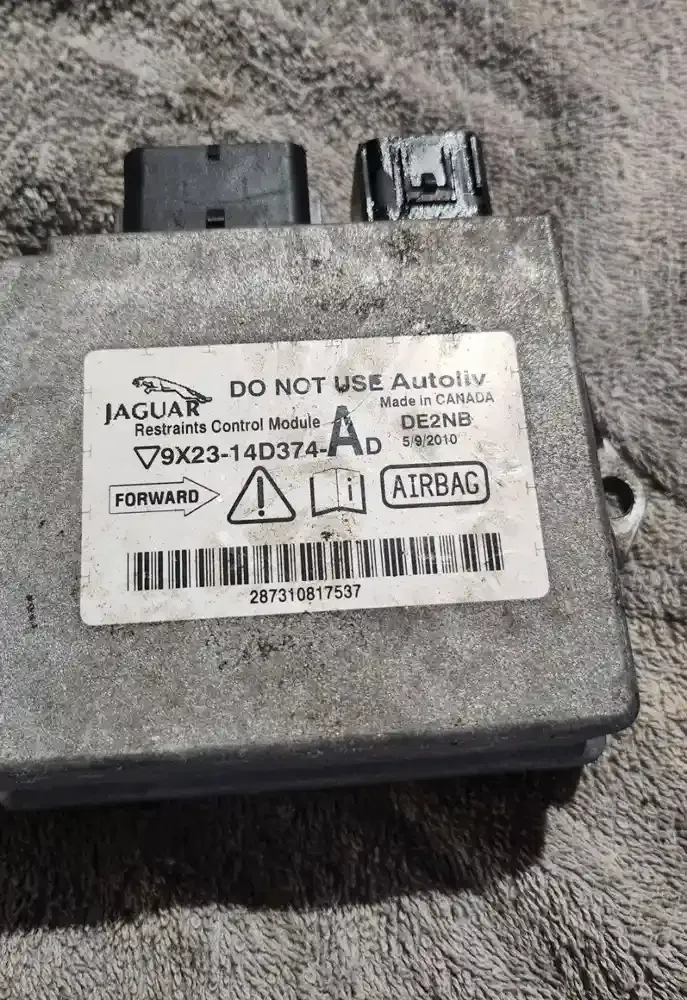 DO NOT USE Autoliv
JAGUAR
Made in CANADA
Restraints Control Module
DE2NB
9X23-14D374-AD
5/9/2010
FORWARD
i
AIRBAG
287310817537